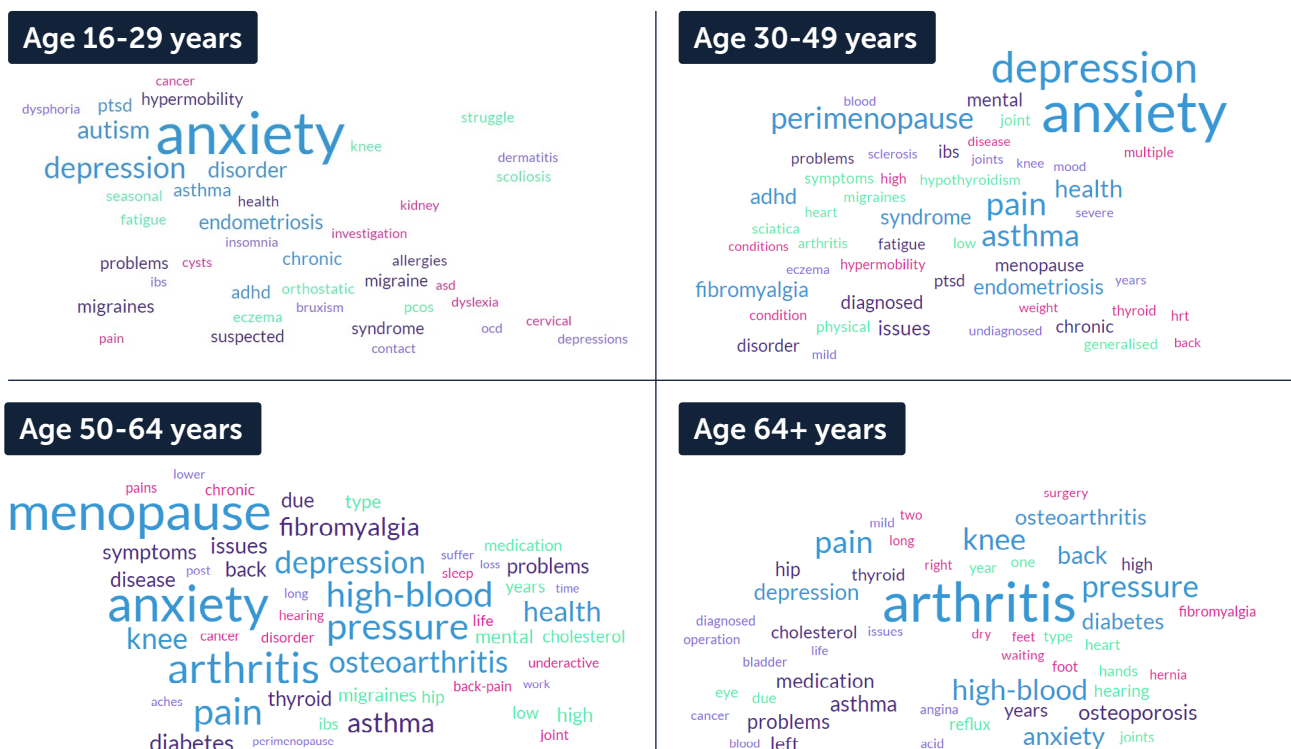 Age 16-29 years
cancer
dysphoria ptsd hypermobility
autism anxiety struggle
knee
depression disorder dermatitis
scoliosis
seasonal asthma
health kidney
fatigue endometriosis
insomnia investigation
problems cysts chronic allergies
ibs migraine asd
adhd orthostatic
migraines bruxism pcos dyslexia
eczema cervical
pain suspected syndrome ocd
contact depressions
Age 30-49 years
depression
blood mental anxiety
perimenopause joint
disease
problems sclerosis ibs joints knee mood multiple
symptoms high hypothyroidism
adhd migraines health
heart syndrome pain severe
sciatica
conditions arthritis fatigue low asthma
eczema hypermobility menopause
fibromyalgia ptsd endometriosis years
diagnosed weight
condition thyroid hrt
physical issues undiagnosed chronic
disorder generalised back
mild
Age 50-64 years
lower
pains chronic
menopause due type
fibromyalgia
symptoms issues medication
depression suffer loss problems
disease post back sleep
anxiety long high-blood years time
hearing health
knee cancer disorder pressure life mental cholesterol
arthritis osteoarthritis underactive
back-pain work
aches thyroid migraines hip
pain ibs asthma low high
diabetes perimenopause joint
Age 64+ years
surgery
mild two osteoarthritis
pain long knee
back
hip thyroid right year one high
depression arthritis pressure
fibromyalgia
diagnosed diabetes
operation cholesterol issues dry feet type
life heart
bladder waiting
medication foot hands hernia
eye due high-blood hearing
asthma
cancer angina years osteoporosis
problems reflux
blood left acid anxiety joints